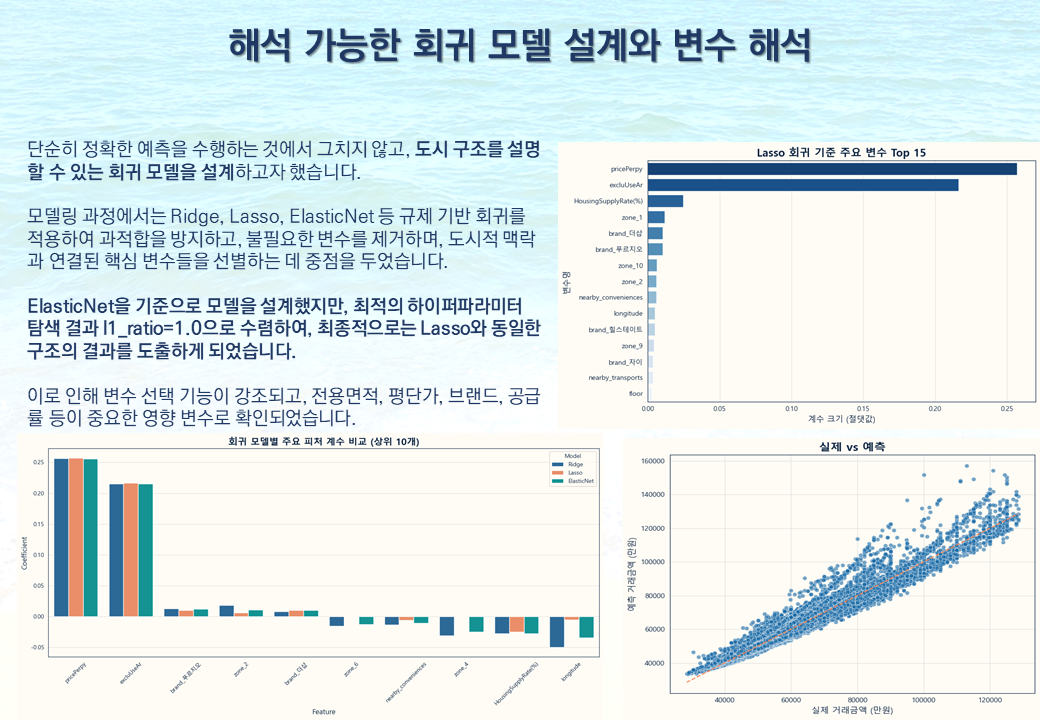 해석 가능한 회귀 모델 설계와 변수 해석
단순히 정확한 예측을 수행하는 것에서 그치지 않고, 도시 구조를 설명
할 수 있는 회귀 모델을 설계하고자 했습니다.
모델링 과정에서는 Ridge, Lasso, ElasticNet 등 규제 기반 회귀를
적용하여 과적합을 방지하고, 불필요한 변수를 제거하며, 도시적 맥락
과 연결된 핵심 변수들을 선별하는 데 중점을 두었습니다.
ElasticNet을 기준으로 모델을 설계했지만, 최적의 하이퍼파라미터
탐색 결과 l1_ratio=1.0으로 수렴하여, 최종적으로는 Lasso와 동일한
구조의 결과를 도출하게 되었습니다.
이로 인해 변수 선택 기능이 강조되고, 전용면적, 평단가, 브랜드, 공급
률 등이 중요한 영향 변수로 확인되었습니다.
Lasso 회귀 기준 주요 변수 Top 15
변수명
pricePerpy
excluUseAr
HousingSupplyRate(%)
zone_1
brand_더샵
brand_푸르지오
zone_10
zone_2
nearby_conveniences
longitude
brand_힐스테이트
zone_9
brand_자이
nearby_transports
floor
0.00 0.05 0.10 0.15 0.20 0.25
계수 크기 (절댓값)
회귀 모델별 주요 피처 계수 비교 (상위 10개)
Model
Ridge
Lasso
ElasticNet
Coefficient
0.25
0.20
0.15
0.10
0.05
0.00
-0.05
pricePerpy excluUseAr brand_푸르지오 zone_2 brand_더샵 zone_6 nearby_conveniences zone_4 HousingSupplyRate(%) longitude
Feature
실제 vs 예측
예측 거래금액 (만원)
160000
140000
120000
100000
80000
60000
40000
40000 60000 80000 100000 120000
실제 거래금액 (만원)